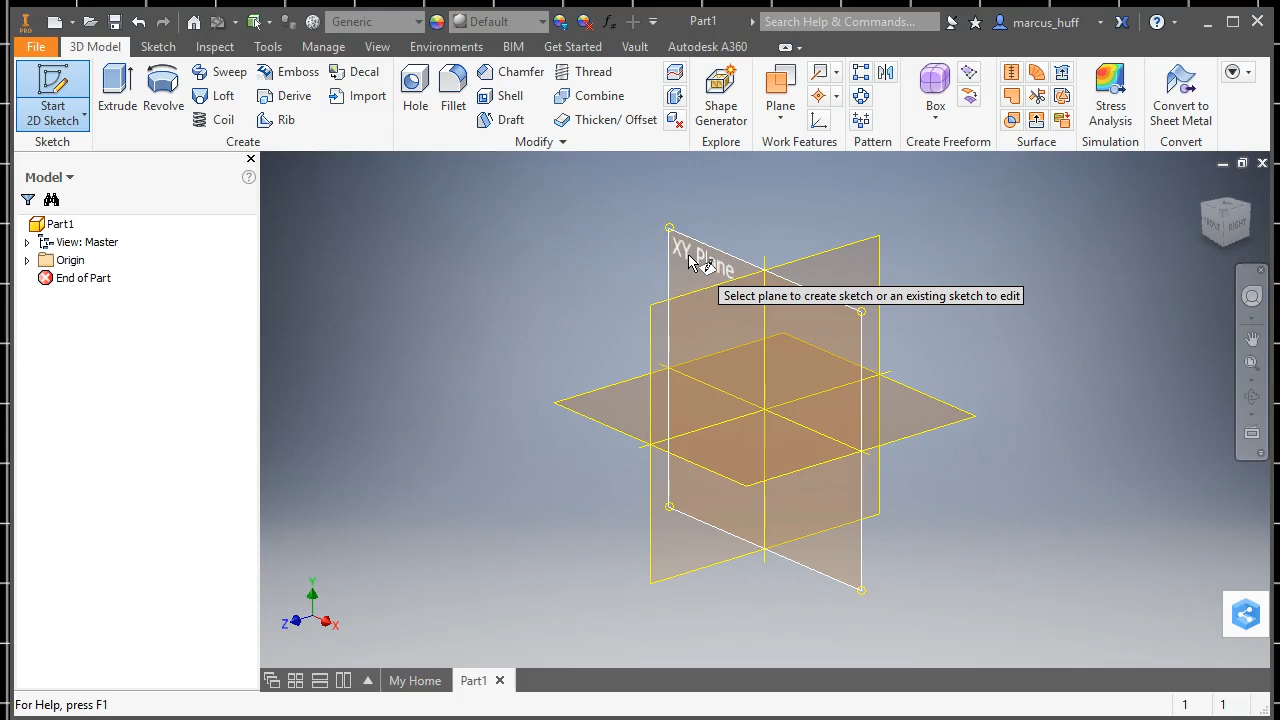 PRO
Generic
Default
Part1
Search Help & Commands...
marcus_huff
File
3D Model
Sketch
Inspect
Tools
Manage
View
Environments
BIM
Get Started
Vault
Autodesk A360
Start
2D Sketch
Extrude
Revolve
Sweep
Loft
Coil
Emboss
Derive
Rib
Decal
Import
Hole
Fillet
Chamfer
Shell
Draft
Thread
Combine
Thicken/ Offset
Shape
Generator
Plane
Box
Stress
Analysis
Convert to
Sheet Metal
Sketch
Create
Modify
Explore
Work Features
Pattern
Create Freeform
Surface
Simulation
Convert
Model
Part1
View: Master
Origin
End of Part
XY Plane
Select plane to create sketch or an existing sketch to edit
FRONT
RIGHT
Y
Z
X
My Home
Part1
For Help, press F1
1
1